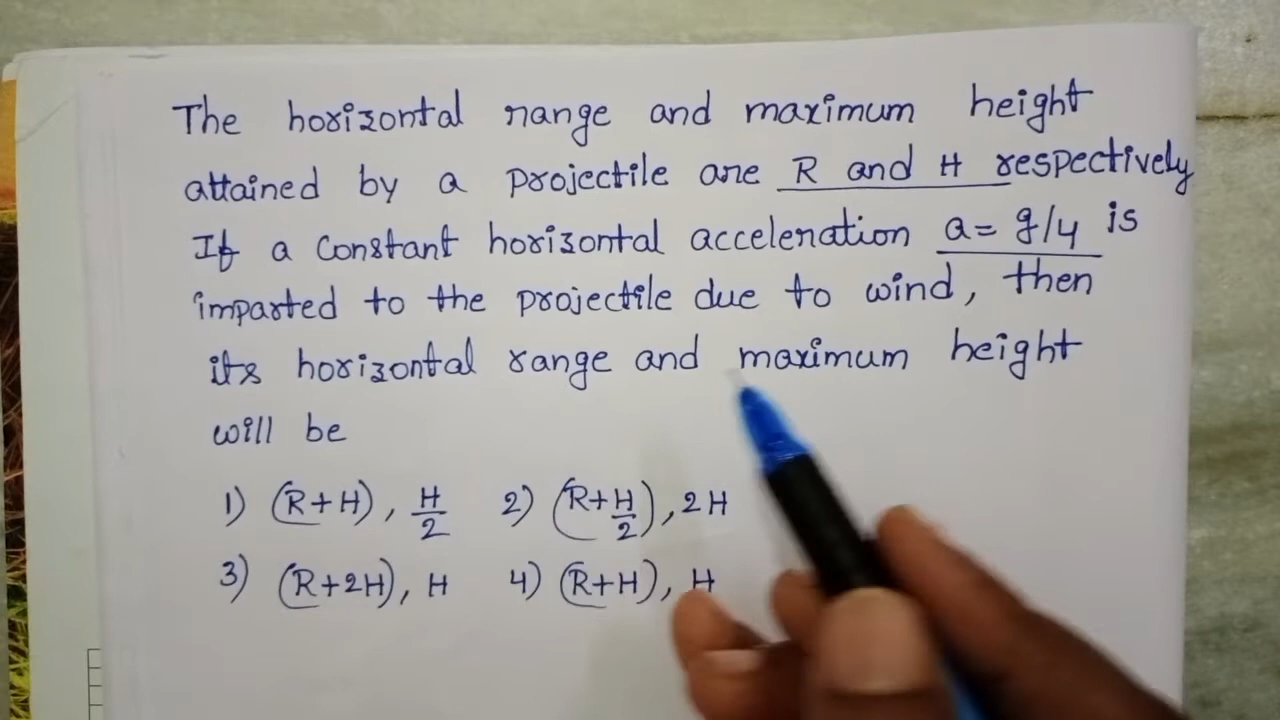 The horizontal range and maximum height
attained by a projectile are R and H respectively
If a constant horizontal acceleration a = g/4 is
imparted to the projectile due to wind, then
its horizontal range and maximum height
will be
1) (R+H), H/2 2) (R+H/2), 2H
3) (R+2H), H 4) (R+H), H